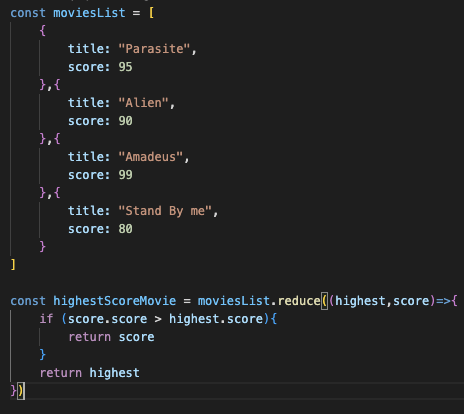 const moviesList = [
    {
        title: "Parasite",
        score: 95
    },{
        title: "Alien",
        score: 90
    },{
        title: "Amadeus",
        score: 99
    },{
        title: "Stand By me",
        score: 80
    }
]
const highestScoreMovie = moviesList.reduce((highest,score)=>{
    if (score.score > highest.score){
        return score
    }
    return highest
})